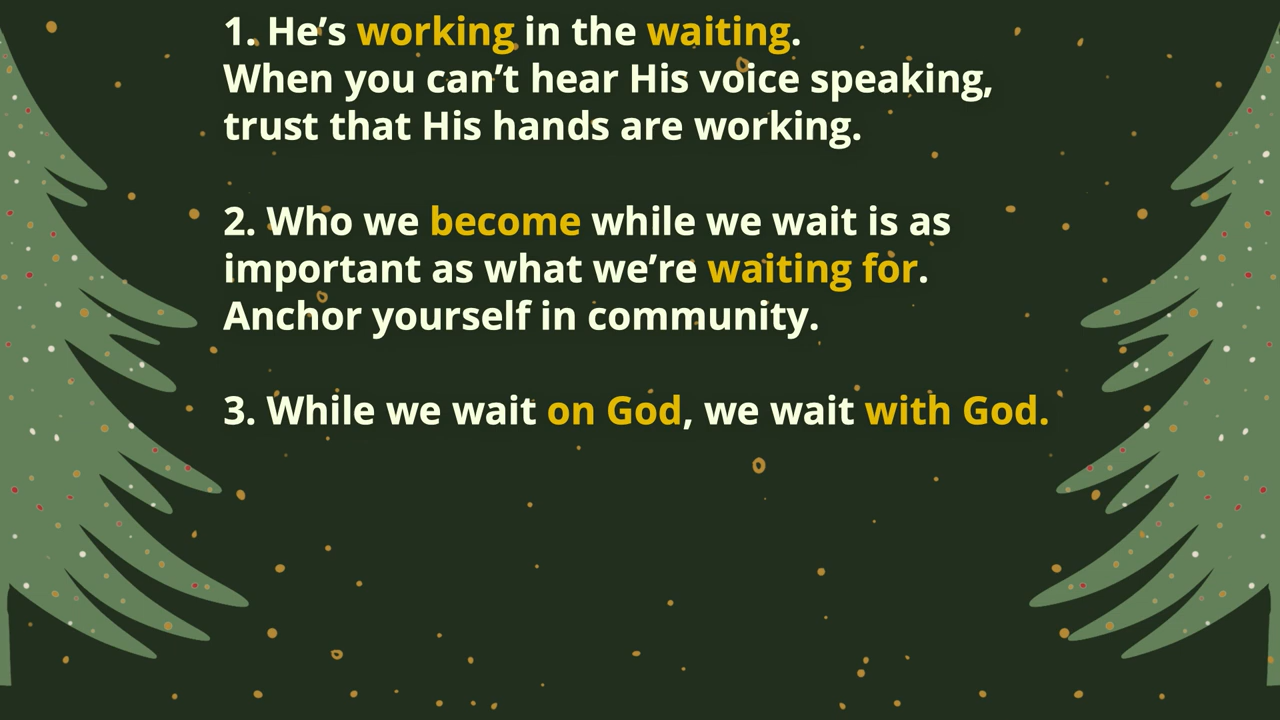 1. He’s working in the waiting.
When you can’t hear His voice speaking,
trust that His hands are working.
2. Who we become while we wait is as
important as what we’re waiting for.
Anchor yourself in community.
3. While we wait on God, we wait with God.